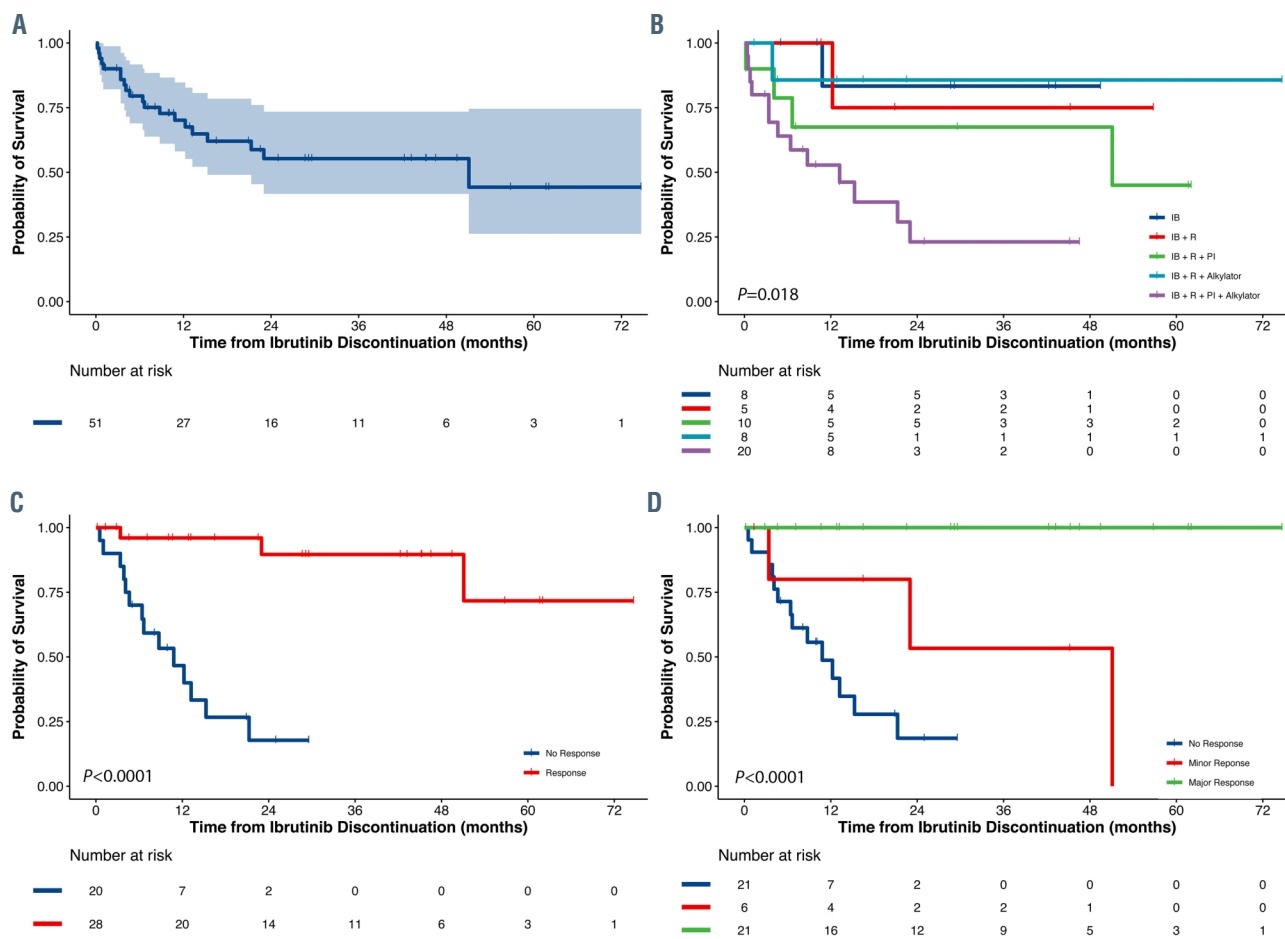 A
Probability of Survival
1.00
0.75
0.50
0.25
0.00
0 12 24 36 48 60 72
Time from Ibrutinib Discontinuation (months)
Number at risk
51 27 16 11 6 3 1
B
Probability of Survival
1.00
0.75
0.50
0.25
0.00
IB
IB + R
IB + R + PI
IB + R + Alkylator
IB + R + PI + Alkylator
P=0.018
0 12 24 36 48 60 72
Time from Ibrutinib Discontinuation (months)
Number at risk
8 5 5 3 1 0 0
5 4 2 2 1 0 0
10 5 5 3 3 2 0
8 5 1 1 1 1 1
20 8 3 2 0 0 0
C
Probability of Survival
1.00
0.75
0.50
0.25
0.00
No Response
Response
P<0.0001
0 12 24 36 48 60 72
Time from Ibrutinib Discontinuation (months)
Number at risk
20 7 2 0 0 0 0
28 20 14 11 6 3 1
D
Probability of Survival
1.00
0.75
0.50
0.25
0.00
No Response
Minor Reponse
Major Response
P<0.0001
0 12 24 36 48 60 72
Time from Ibrutinib Discontinuation (months)
Number at risk
21 7 2 0 0 0 0
6 4 2 2 1 0 0
21 16 12 9 5 3 1